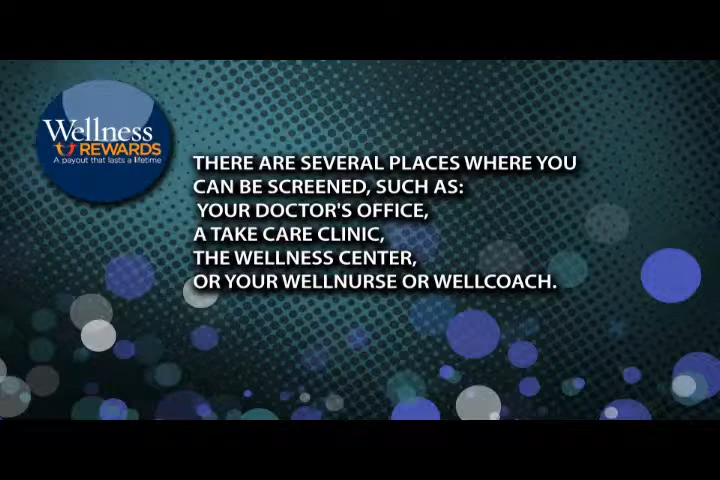 Wellness
REWARDS
A payout that lasts a lifetime
THERE ARE SEVERAL PLACES WHERE YOU
CAN BE SCREENED, SUCH AS:
YOUR DOCTOR'S OFFICE,
A TAKE CARE CLINIC,
THE WELLNESS CENTER,
OR YOUR WELLNURSE OR WELLCOACH.